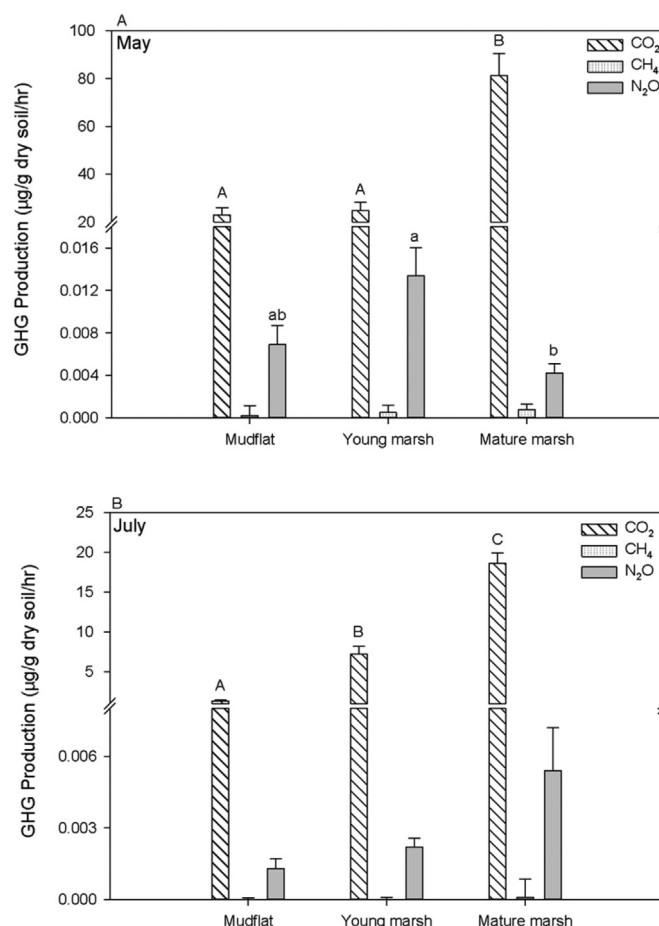 A
May
100
80
60
40
20
0.016
0.012
0.008
0.004
0.000
GHG Production (µg/g dry soil/hr)
CO₂
CH₄
N₂O
A
A
B
ab
a
b
Mudflat Young marsh Mature marsh
B
July
25
20
15
10
5
0.006
0.003
0.000
GHG Production (µg/g dry soil/hr)
CO₂
CH₄
N₂O
A
B
C
Mudflat Young marsh Mature marsh